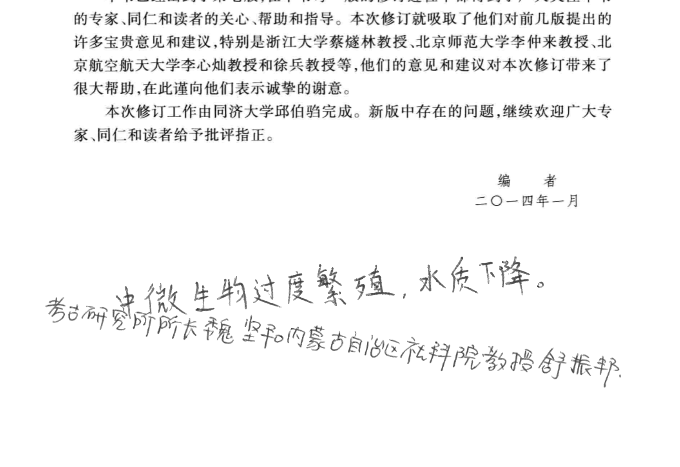 的专家、同仁和读者的关心、帮助和指导。本次修订就吸取了他们对前几版提出的
许多宝贵意见和建议,特别是浙江大学蔡燧林教授、北京师范大学李仲来教授、北
京航空航天大学李心灿教授和徐兵教授等,他们的意见和建议对本次修订带来了
很大帮助,在此谨向他们表示诚挚的谢意。
本次修订工作由同济大学邱伯驺完成。新版中存在的问题,继续欢迎广大专
家、同仁和读者给予批评指正。
编 者
二〇一四年一月
中微生物过度繁殖,水质下降。
考古研究所所长魏坚和内蒙古自治区社科院教授舒振邦.